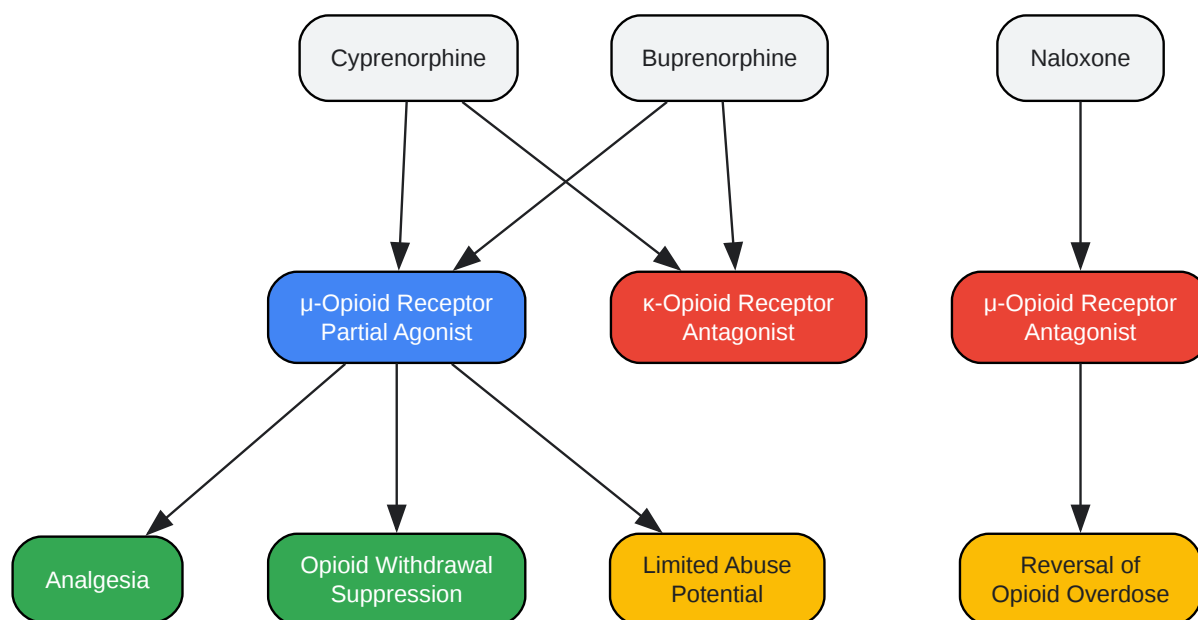 Cyprenorphine
Buprenorphine
Naloxone
μ-Opioid Receptor
Partial Agonist
κ-Opioid Receptor
Antagonist
μ-Opioid Receptor
Antagonist
Analgesia
Opioid Withdrawal
Suppression
Limited Abuse
Potential
Reversal of
Opioid Overdose